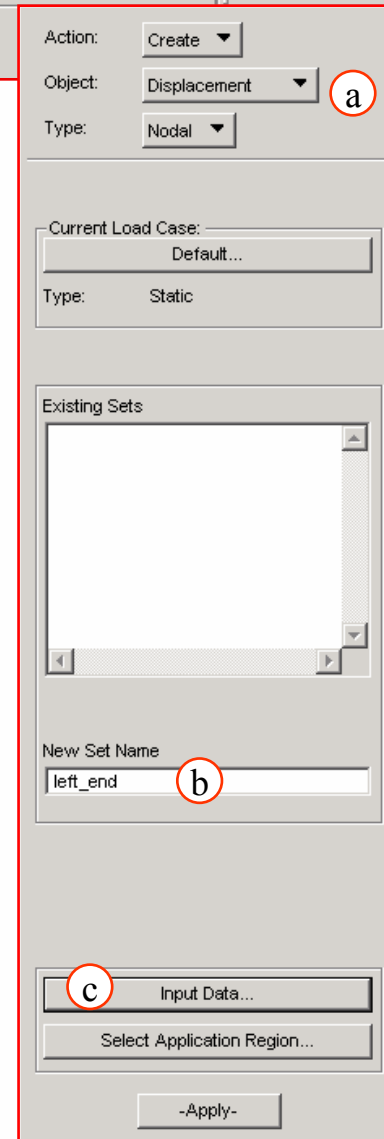 Action: Create
Object: Displacement
a
Type: Nodal
Current Load Case:
Default...
Type: Static
Existing Sets
New Set Name
left_end
b
c
Input Data...
Select Application Region...
-Apply-